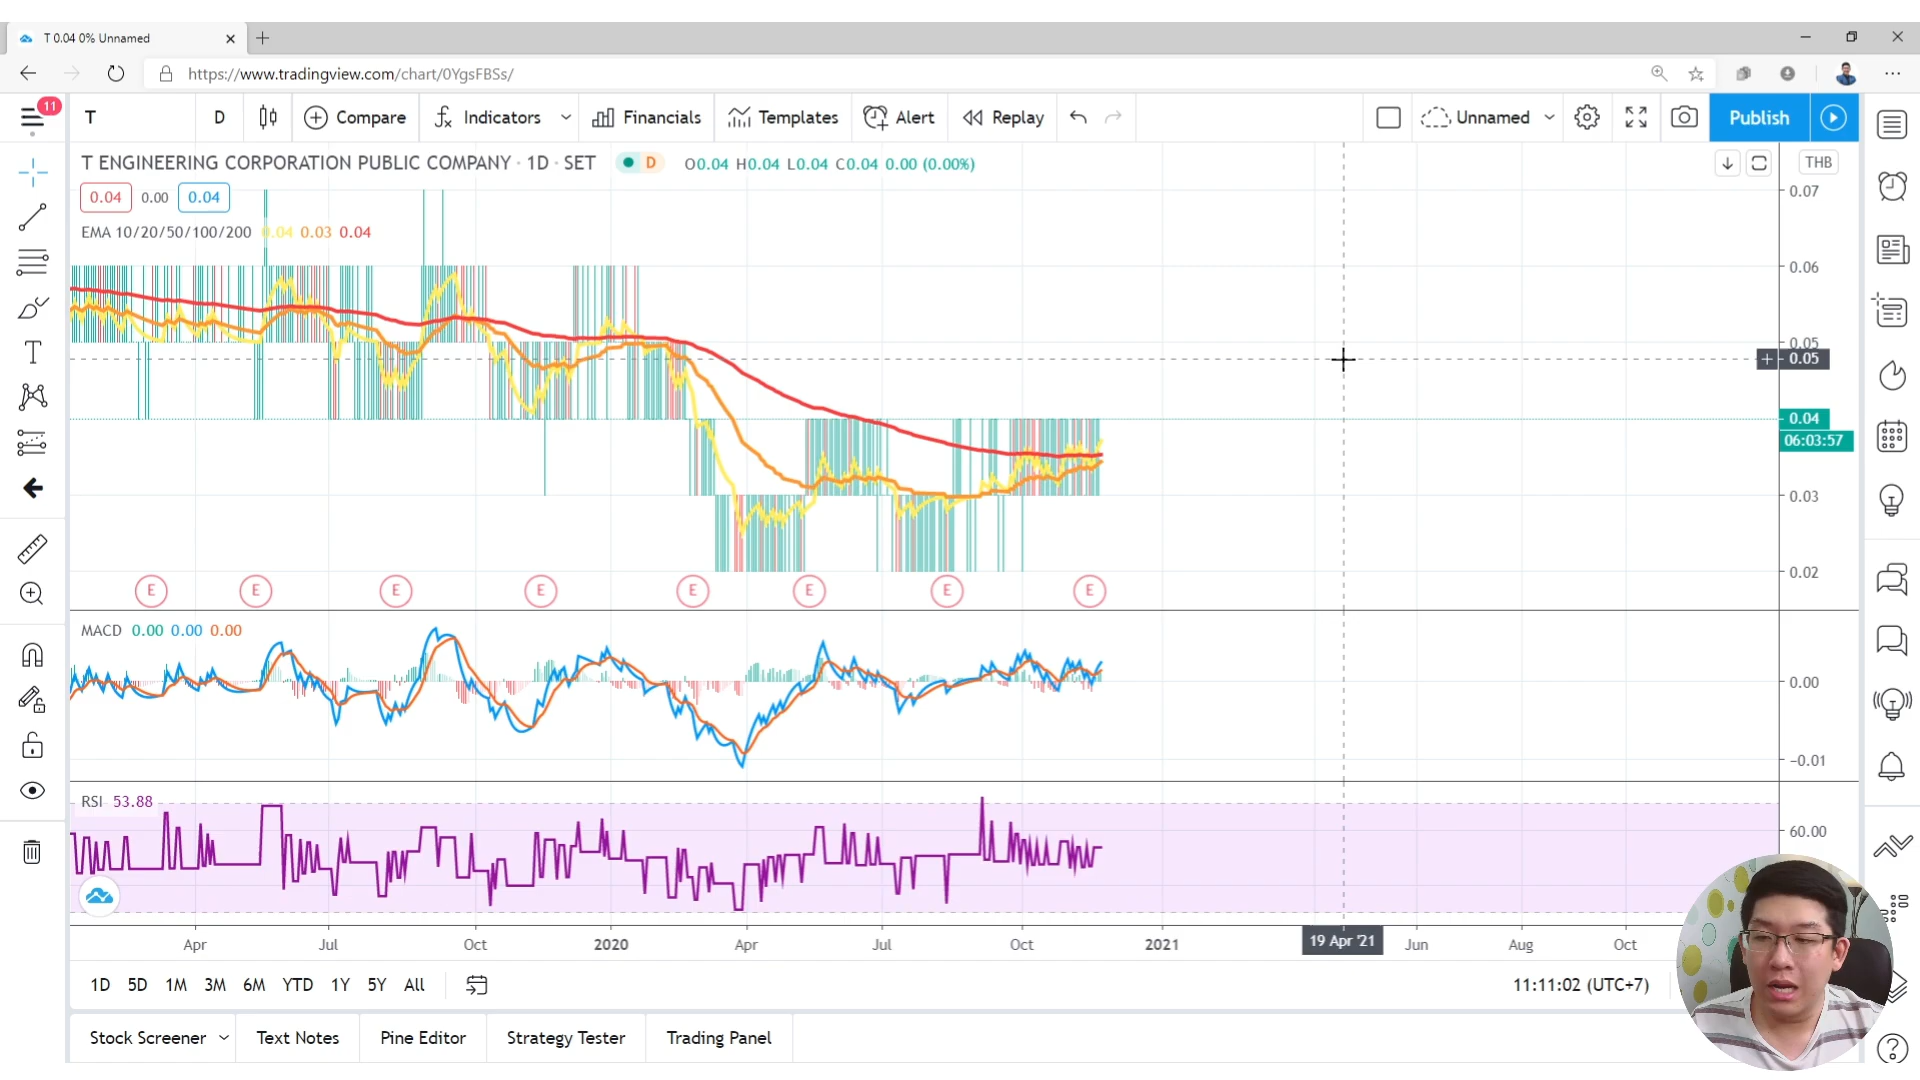 T 0.04 0% Unnamed
https://www.tradingview.com/chart/0YgsFBSs/
11
T
D
Compare
Indicators
Financials
Templates
Alert
Replay
Unnamed
Publish
T ENGINEERING CORPORATION PUBLIC COMPANY · 1D · SET
D
O0.04 H0.04 L0.04 C0.04 0.00 (0.00%)
THB
0.04 0.00 0.04
EMA 10/20/50/100/200 0.04 0.03 0.04
0.07
0.06
0.05
+ 0.05
0.04
06:03:57
0.03
0.02
E E E E E E E E
MACD 0.00 0.00 0.00
0.00
−0.01
RSI 53.88
60.00
Apr Jul Oct 2020 Apr Jul Oct 2021 19 Apr '21 Jun Aug Oct
1D 5D 1M 3M 6M YTD 1Y 5Y All
11:11:02 (UTC+7)
Stock Screener
Text Notes
Pine Editor
Strategy Tester
Trading Panel